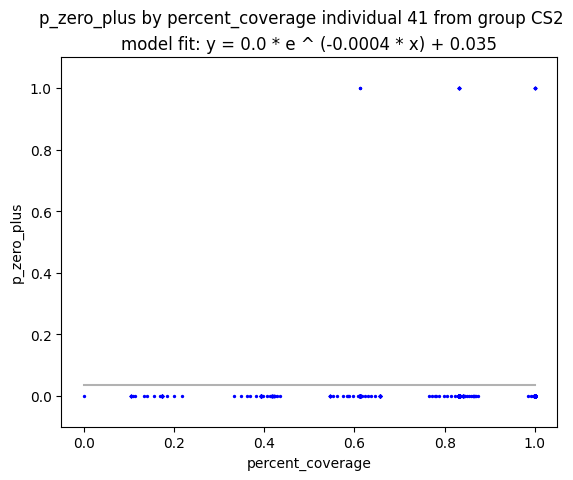 p_zero_plus by percent_coverage individual 41 from group CS2
model fit: y = 0.0 * e ^ (-0.0004 * x) + 0.035
1.0
0.8
0.6
0.4
0.2
0.0
p_zero_plus
0.0 0.2 0.4 0.6 0.8 1.0
percent_coverage